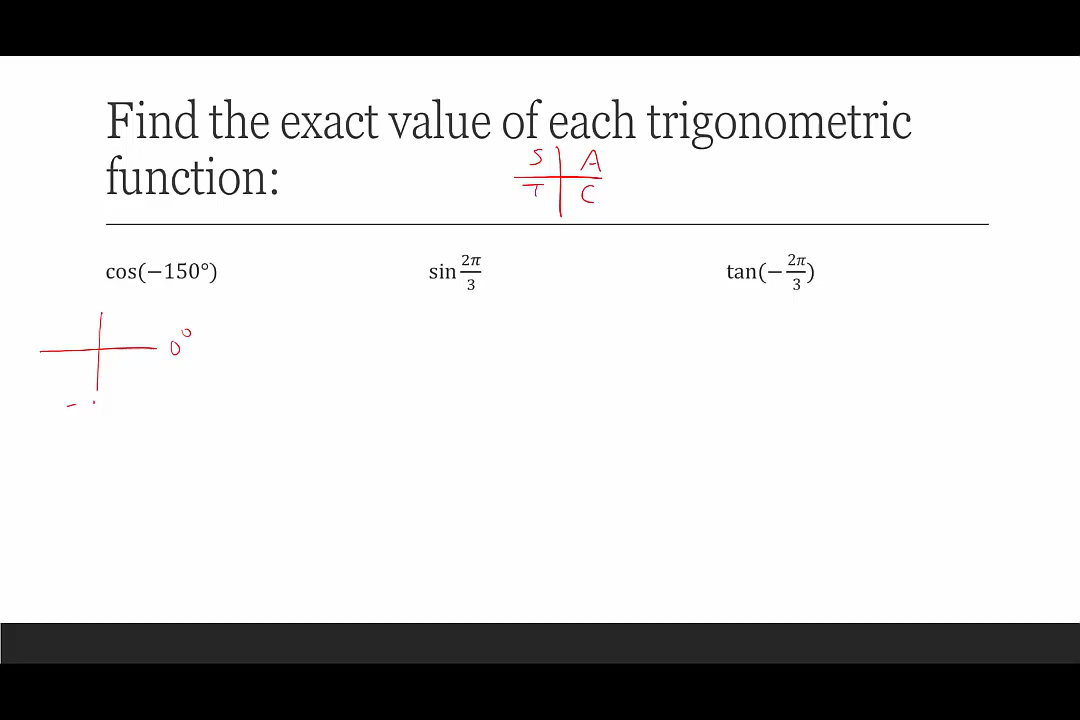 Find the exact value of each trigonometric
function:
S A
T C
cos(−150°)
sin 2π/3
tan(−2π/3)
0°
-